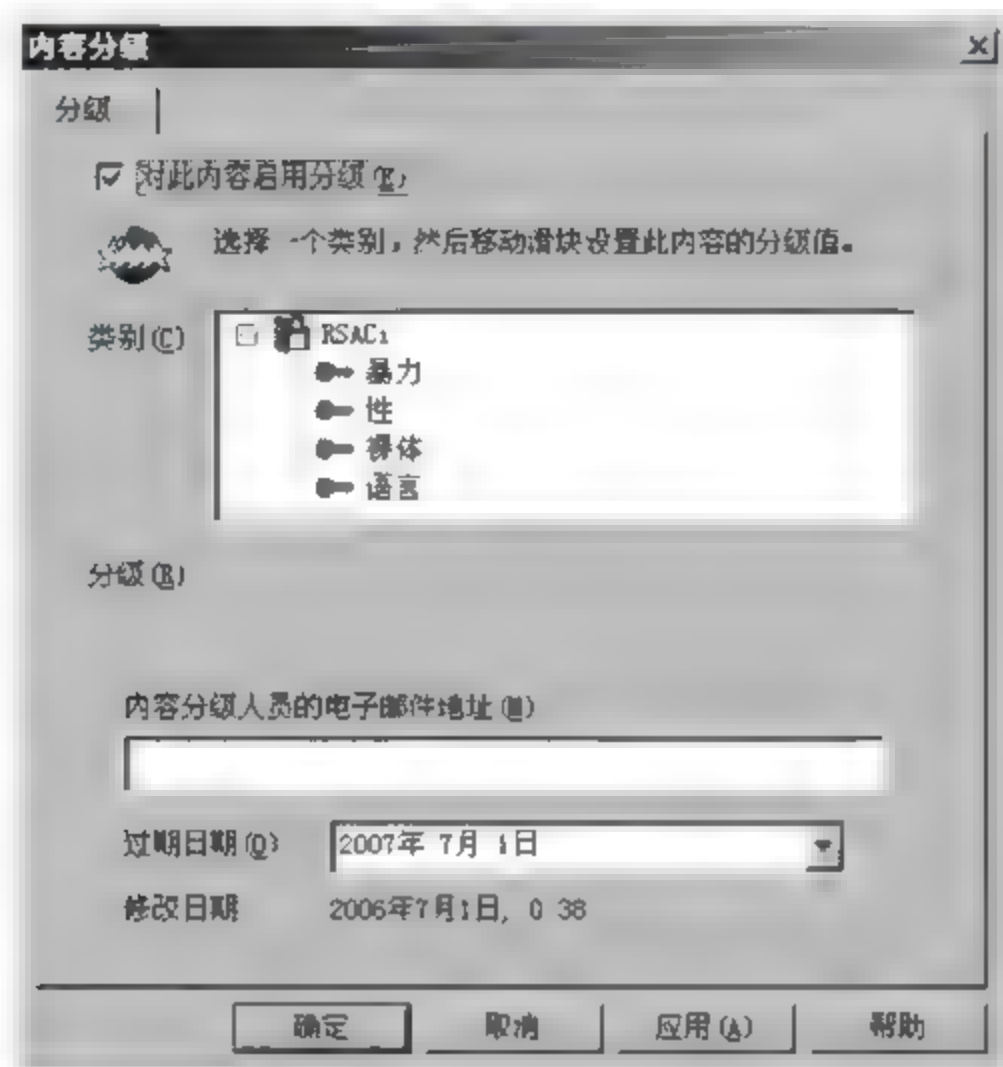 内容分级
分级
对此内容启用分级(E)
选择一个类别，然后移动滑块设置此内容的分级值。
类别(C)
RSACi
暴力
性
裸体
语言
分级(R)
内容分级人员的电子邮件地址(M)
过期日期(O) 2007年 7月 1日
修改日期 2006年7月1日, 0 38
确定 取消 应用(A) 帮助